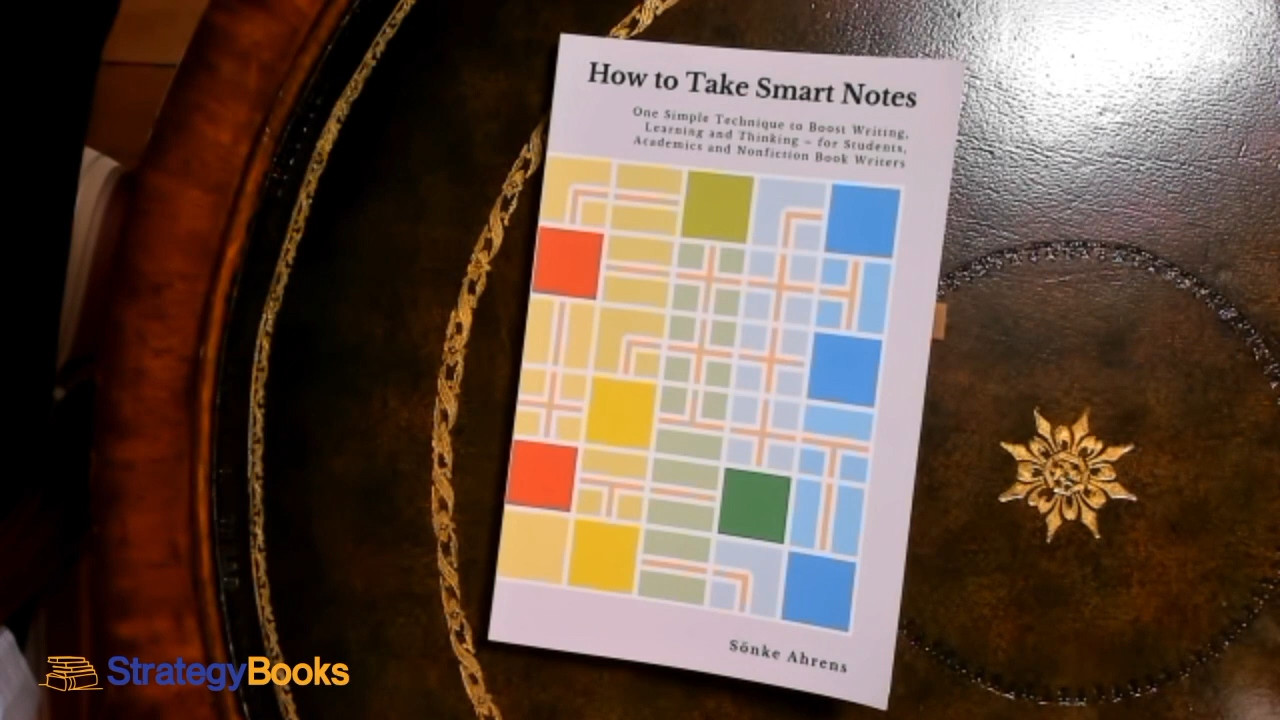 How to Take Smart Notes
One Simple Technique to Boost Writing,
Learning and Thinking – for Students,
Academics and Nonfiction Book Writers
Sönke Ahrens
StrategyBooks